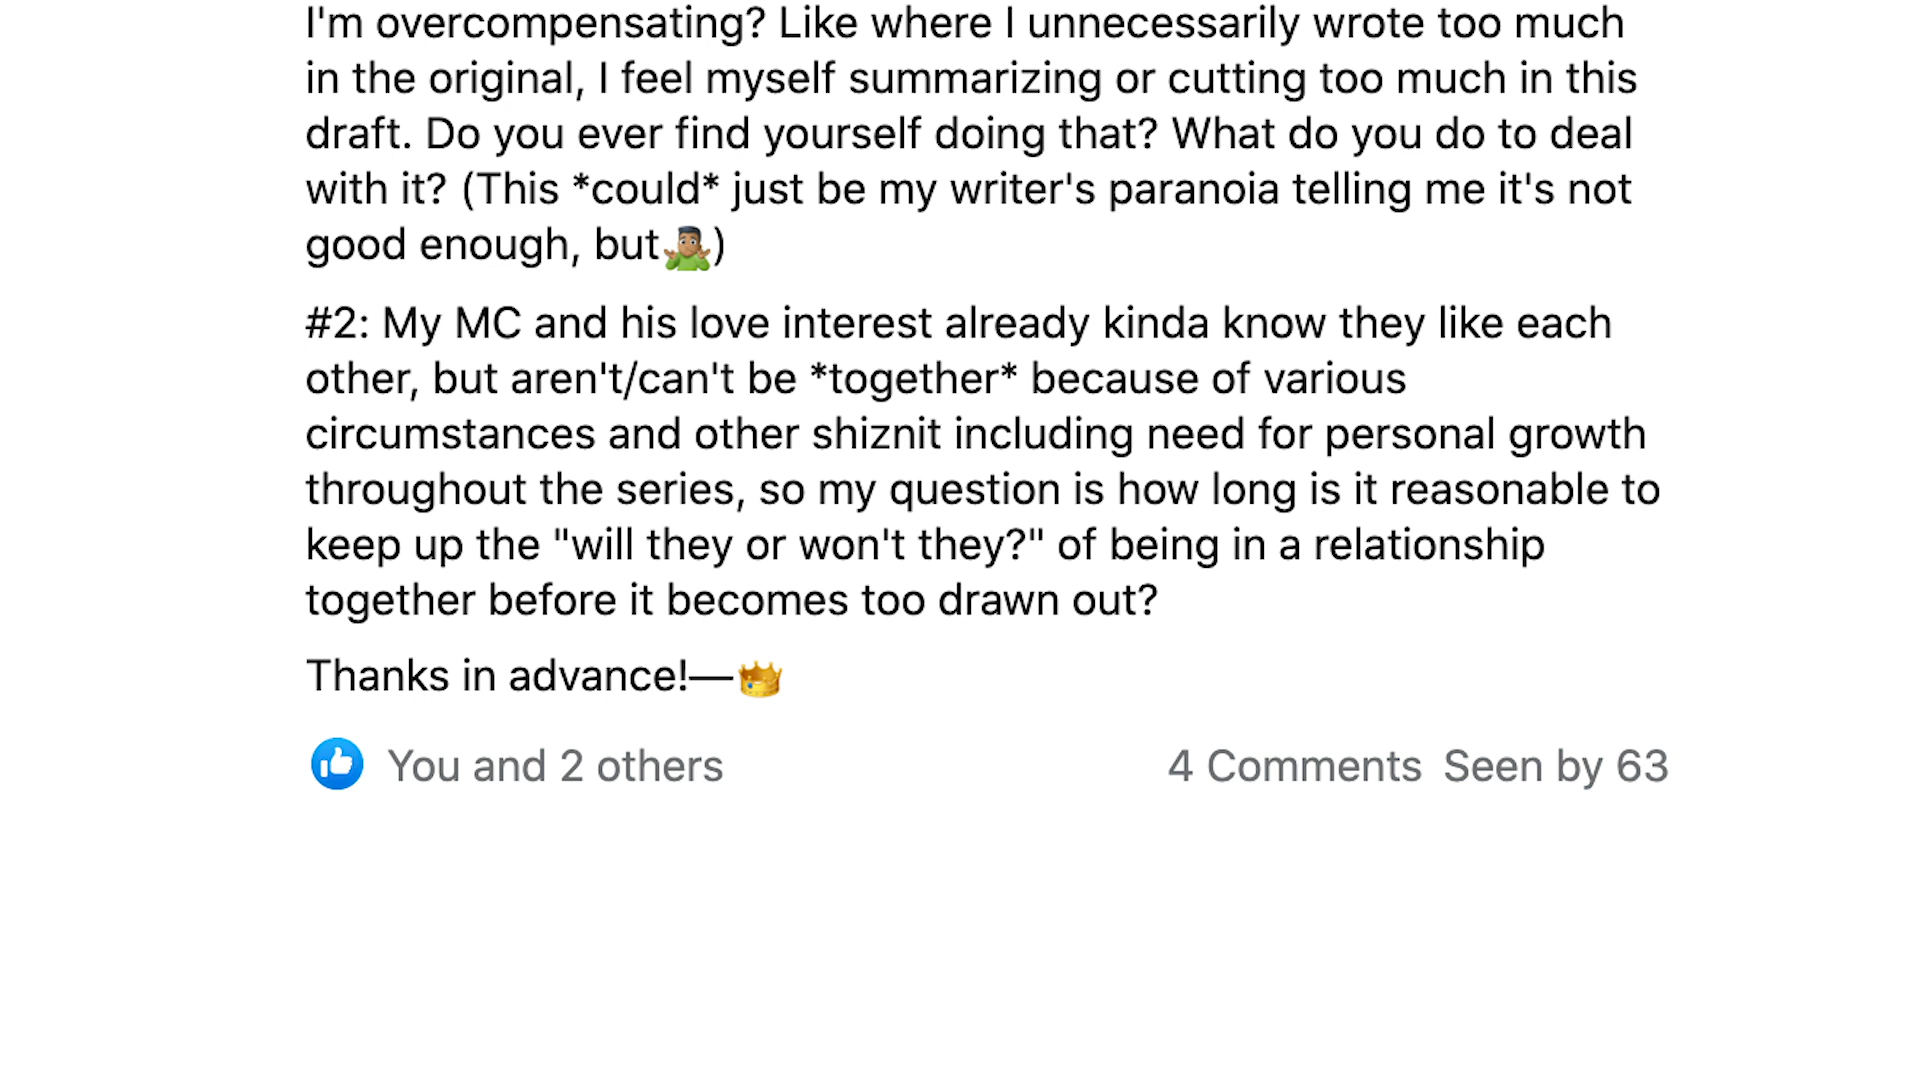 I'm overcompensating? Like where I unnecessarily wrote too much
in the original, I feel myself summarizing or cutting too much in this
draft. Do you ever find yourself doing that? What do you do to deal
with it? (This *could* just be my writer's paranoia telling me it's not
good enough, but🤷🏽‍♂️)
#2: My MC and his love interest already kinda know they like each
other, but aren't/can't be *together* because of various
circumstances and other shiznit including need for personal growth
throughout the series, so my question is how long is it reasonable to
keep up the "will they or won't they?" of being in a relationship
together before it becomes too drawn out?
Thanks in advance!—👑
You and 2 others
4 Comments Seen by 63